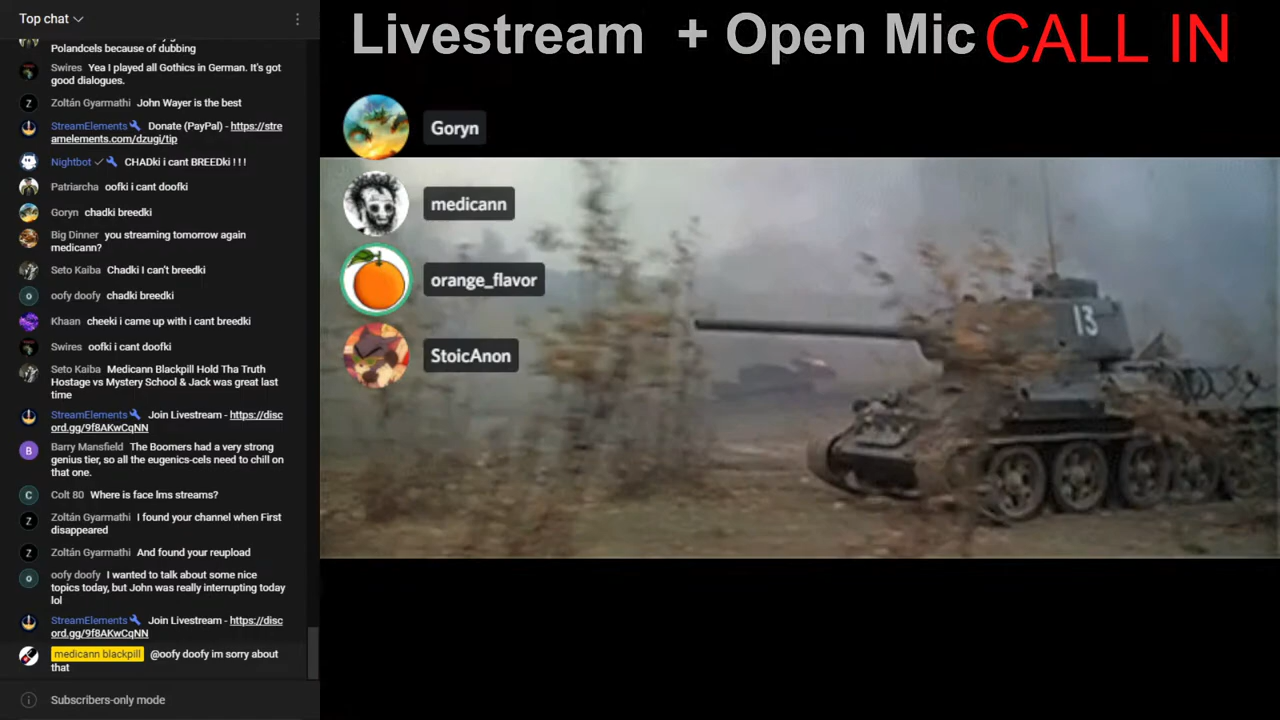 Top chat
Polandcels because of dubbing
Swires Yea I played all Gothics in German. It's got
good dialogues.
Zoltán Gyarmathi John Wayer is the best
StreamElements Donate (PayPal) - https://stre
amelements.com/dzugi/tip
Nightbot CHADki i cant BREEDki ! ! !
Patriarcha oofki i cant doofki
Goryn chadki breedki
Big Dinner you streaming tomorrow again
medicann?
Seto Kaiba Chadki I can't breedki
oofy doofy chadki breedki
Khaan cheeki i came up with i cant breedki
Swires oofki i cant doofki
Seto Kaiba Medicann Blackpill Hold Tha Truth
Hostage vs Mystery School & Jack was great last
time
StreamElements Join Livestream - https://disc
ord.gg/9f8AKwCqNN
Barry Mansfield The Boomers had a very strong
genius tier, so all the eugenics-cels need to chill on
that one.
Colt 80 Where is face lms streams?
Zoltán Gyarmathi I found your channel when First
disappeared
Zoltán Gyarmathi And found your reupload
oofy doofy I wanted to talk about some nice
topics today, but John was really interrupting today
lol
StreamElements Join Livestream - https://disc
ord.gg/9f8AKwCqNN
medicann blackpill @oofy doofy im sorry about
that
Subscribers-only mode
Livestream + Open Mic CALL IN
Goryn
medicann
orange_flavor
StoicAnon
13